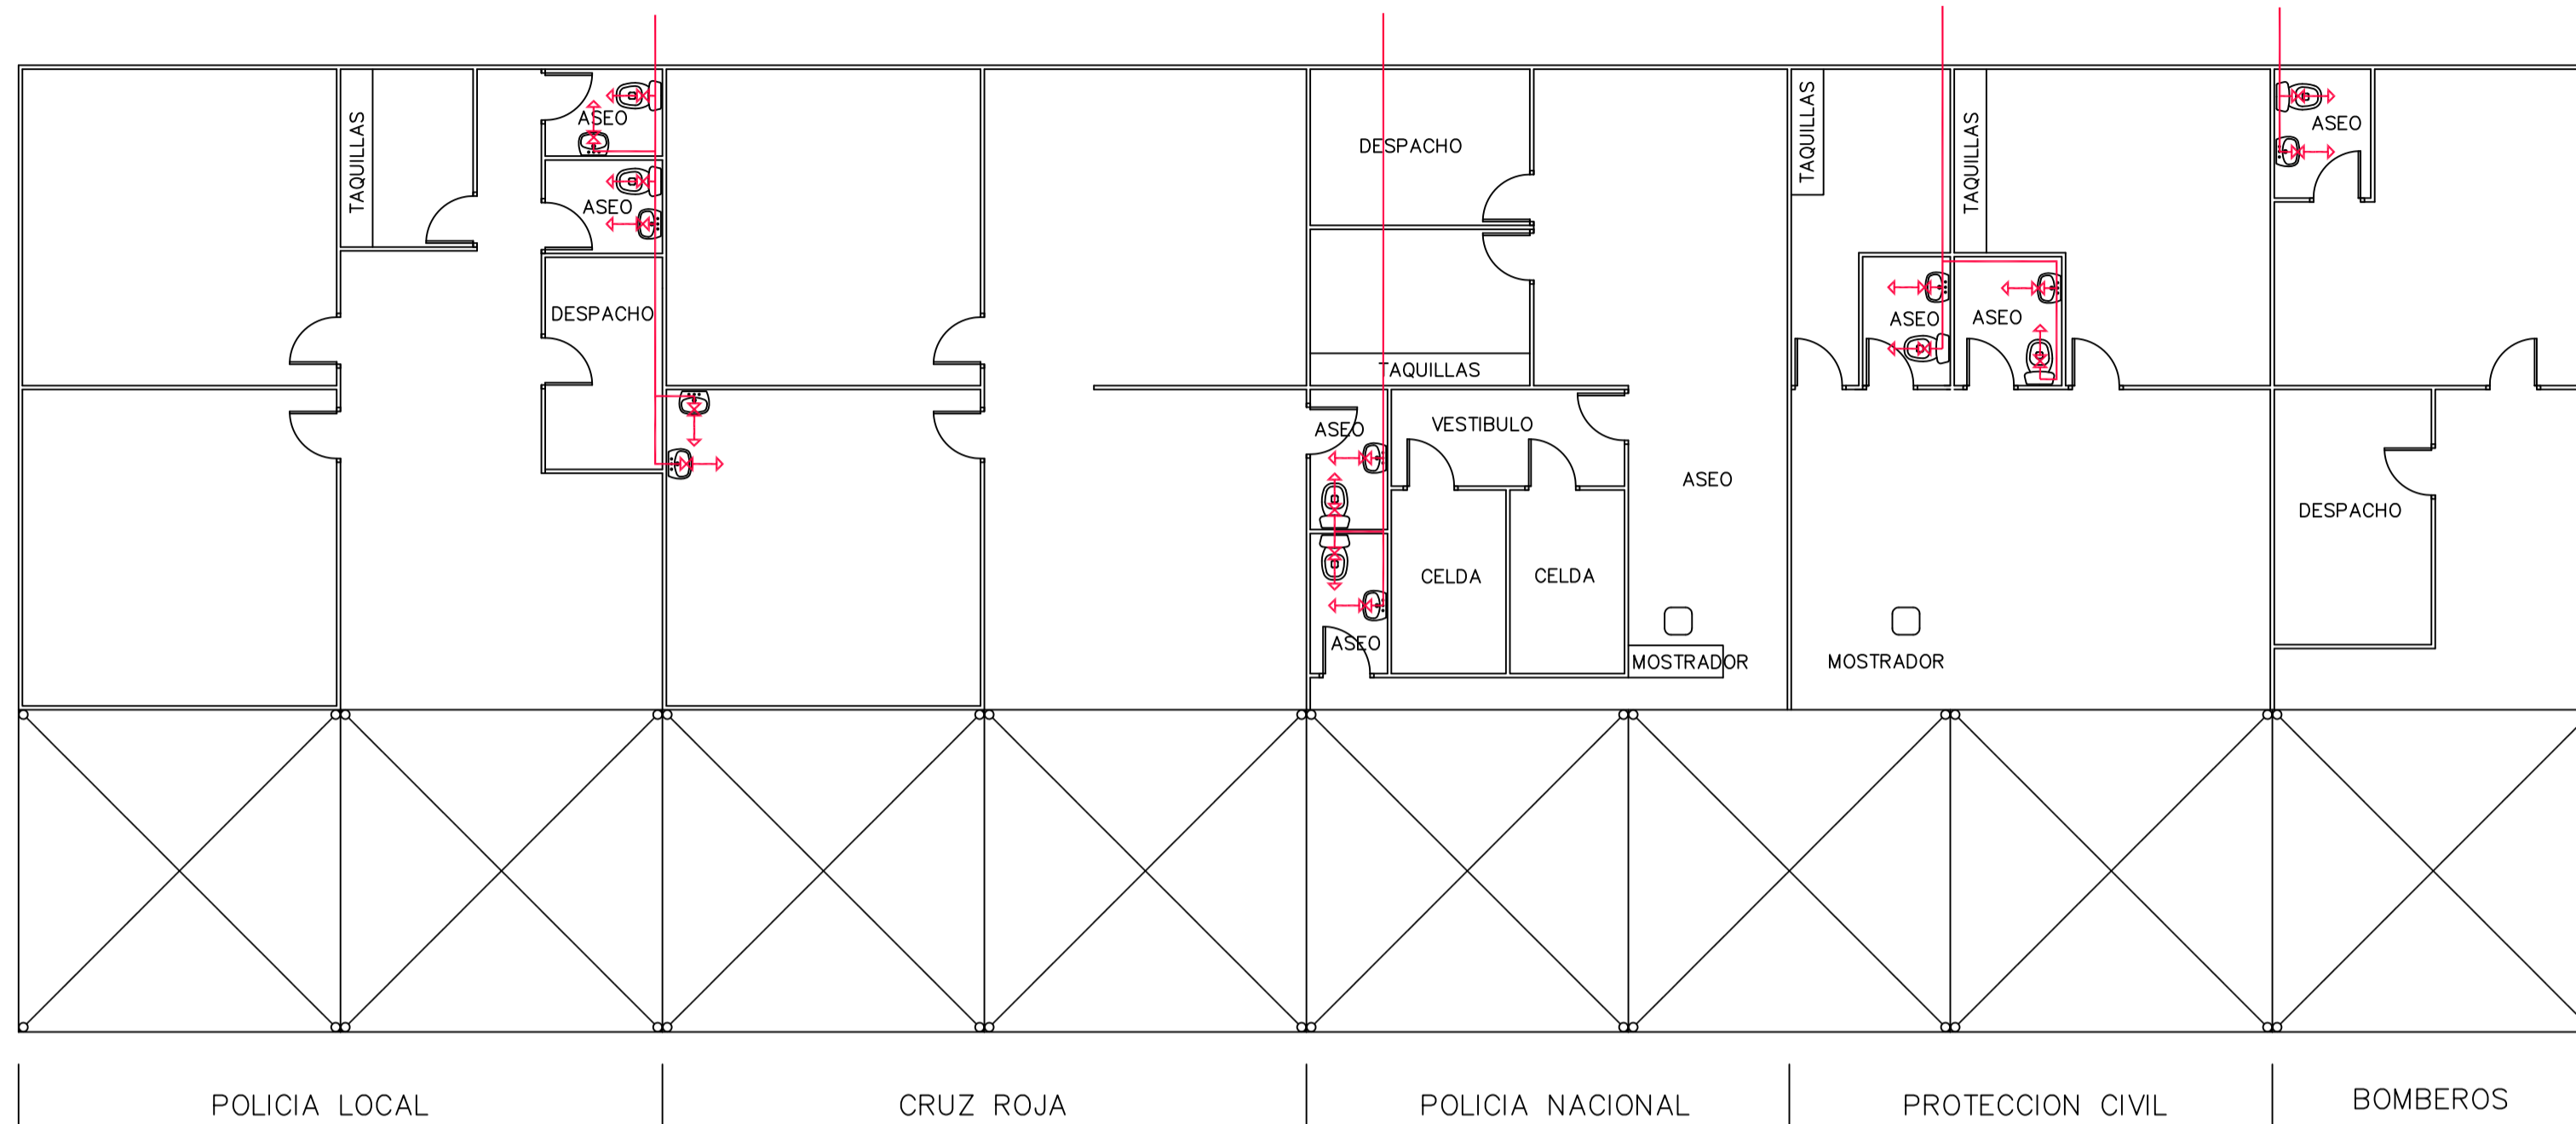 TAQUILLAS
ASEO
ASEO
DESPACHO
DESPACHO
TAQUILLAS
ASEO
VESTIBULO
CELDA
CELDA
ASEO
ASEO
MOSTRADOR
TAQUILLAS
TAQUILLAS
ASEO
ASEO
MOSTRADOR
ASEO
DESPACHO
POLICIA LOCAL
CRUZ ROJA
POLICIA NACIONAL
PROTECCION CIVIL
BOMBEROS